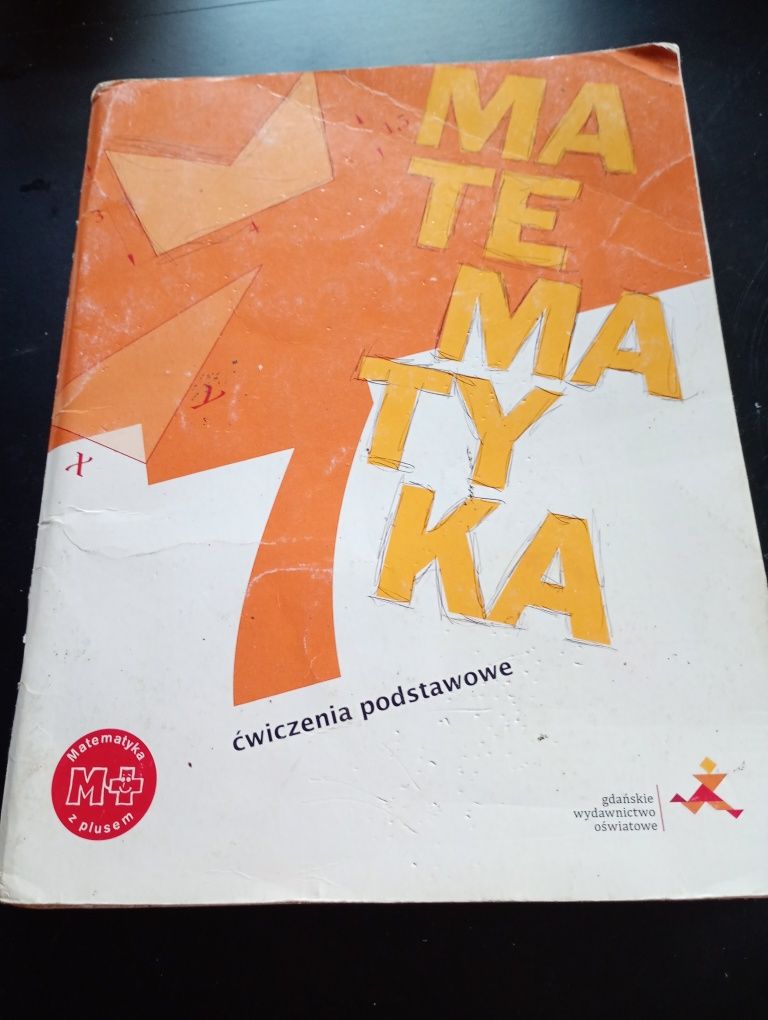 MA
TE
MA
TY
KA
7
ćwiczenia podstawowe
Matematyka
M+
z plusem
gdańskie
wydawnictwo
oświatowe